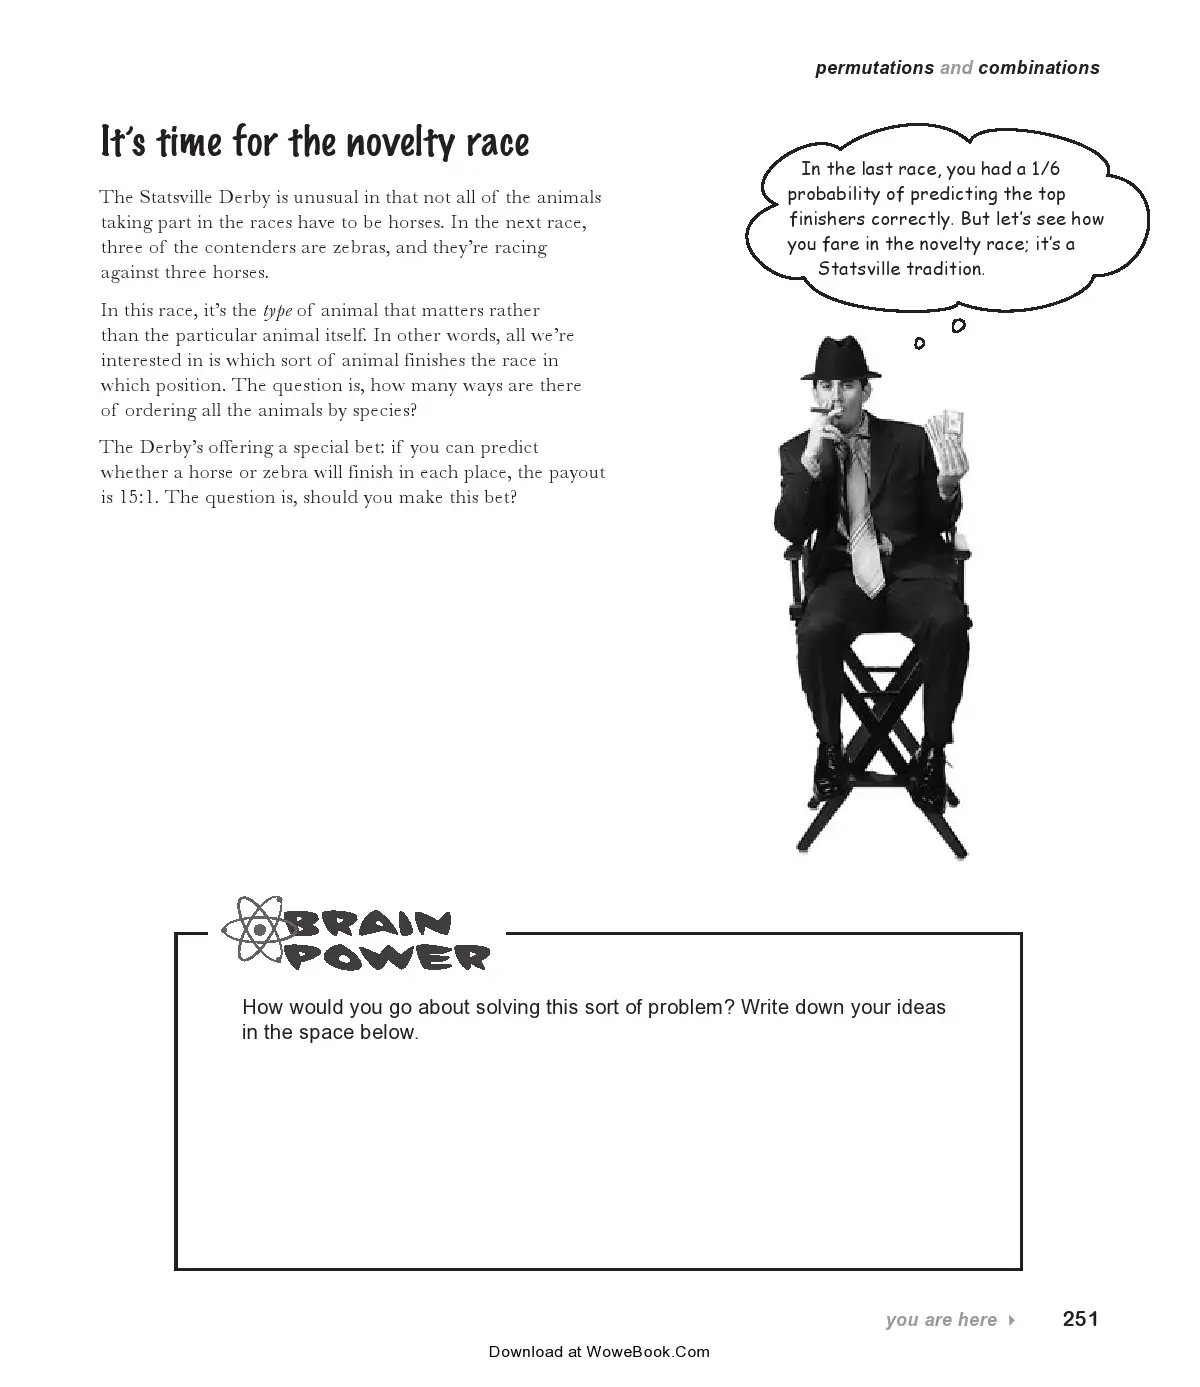 permutations and combinations
It's time for the novelty race
The Statsville Derby is unusual in that not all of the animals
taking part in the races have to be horses. In the next race,
three of the contenders are zebras, and they're racing
against three horses.
In this race, it's the type of animal that matters rather
than the particular animal itself. In other words, all we're
interested in is which sort of animal finishes the race in
which position. The question is, how many ways are there
of ordering all the animals by species?
The Derby's offering a special bet: if you can predict
whether a horse or zebra will finish in each place, the payout
is 15:1. The question is, should you make this bet?
In the last race, you had a 1/6
probability of predicting the top
finishers correctly. But let's see how
you fare in the novelty race; it's a
Statsville tradition.
BRAIN
POWER
How would you go about solving this sort of problem? Write down your ideas
in the space below.
you are here 251
Download at WoweBook.Com